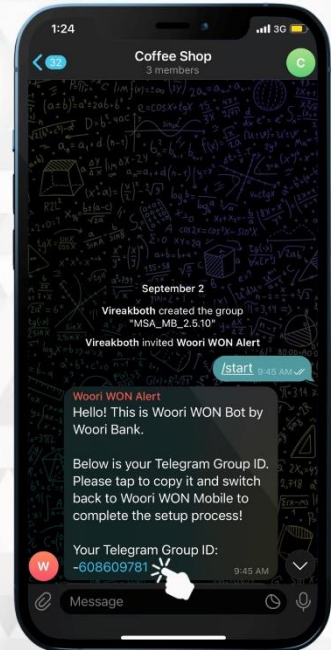 1:24
3G
32
Coffee Shop
3 members
C
September 2
Vireakboth created the group
"MSA_MB_2.5.10"
Vireakboth invited Woori WON Alert
/start 9:45 AM
Woori WON Alert
Hello! This is Woori WON Bot by
Woori Bank.
Below is your Telegram Group ID.
Please tap to copy it and switch
back to Woori WON Mobile to
complete the setup process!
Your Telegram Group ID:
-608609781
9:45 AM
W
Message